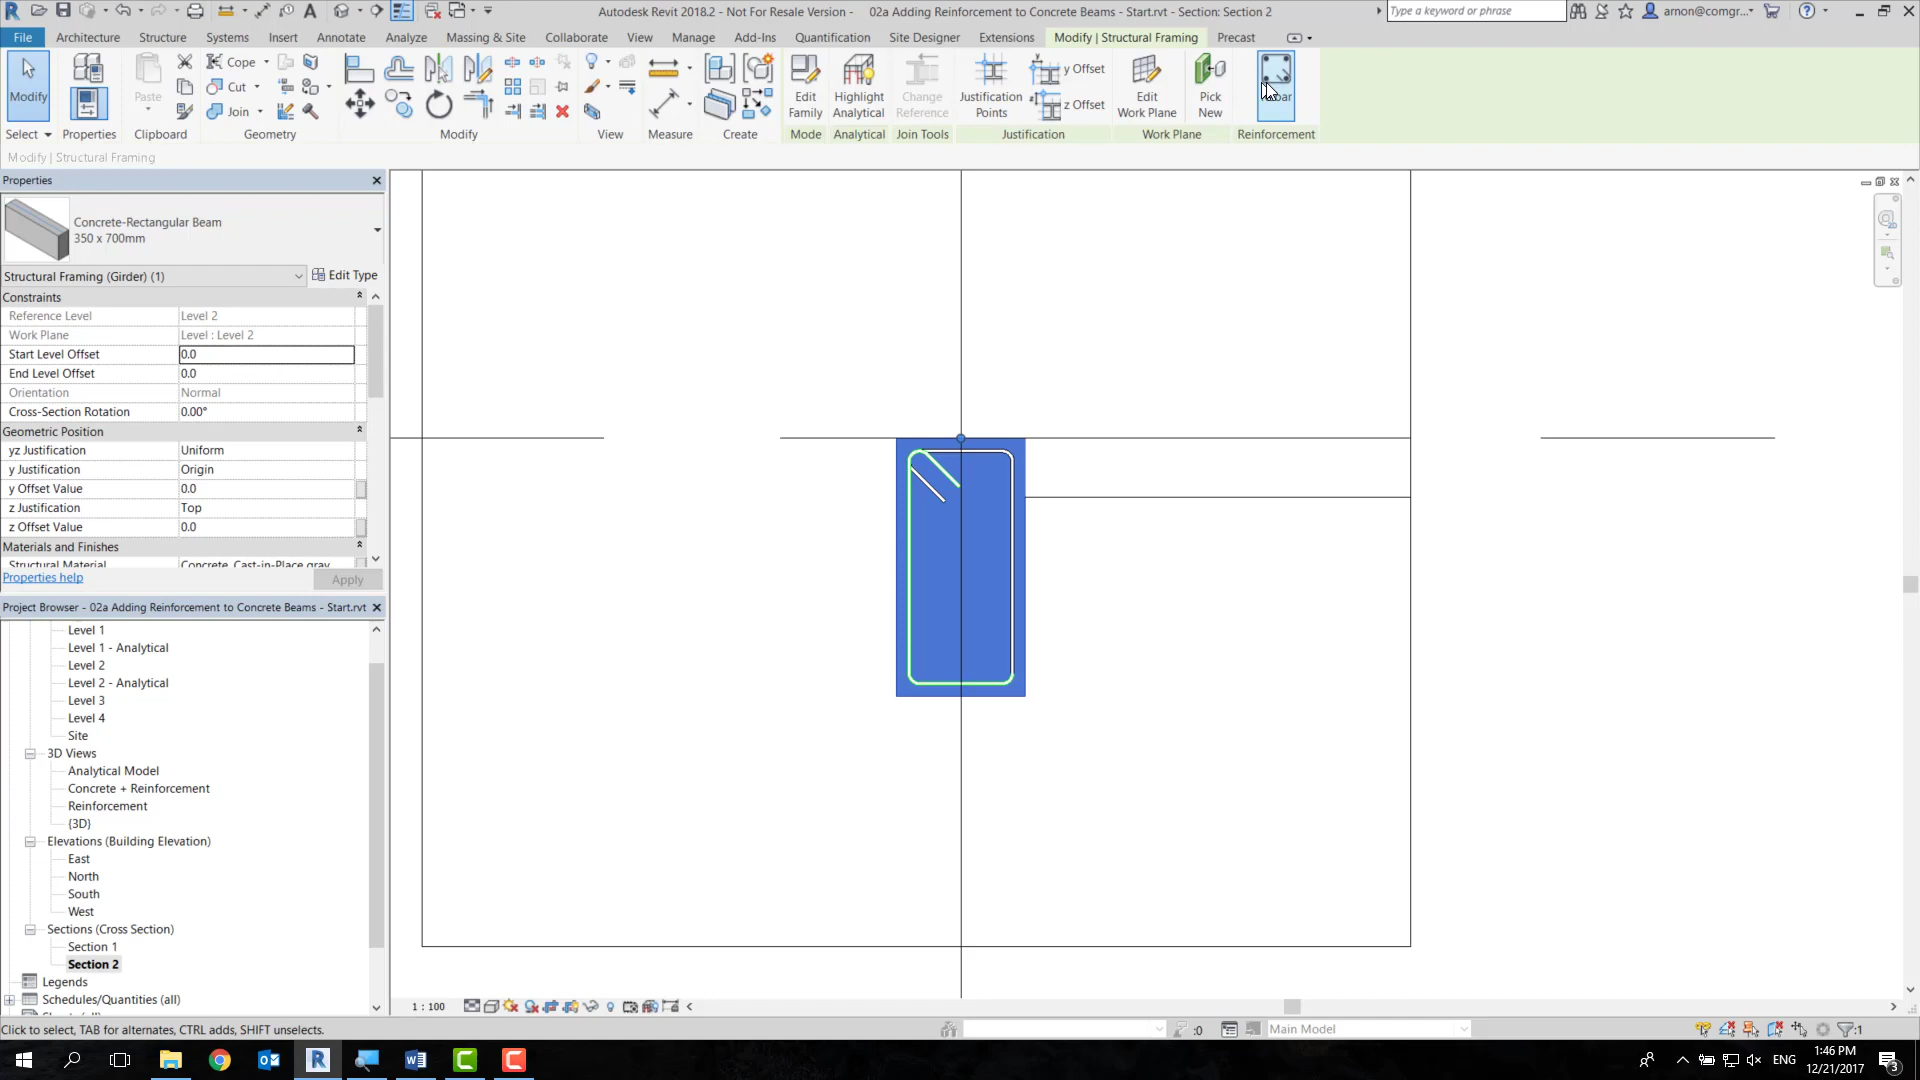 Autodesk Revit 2018.2 - Not For Resale Version - 02a Adding Reinforcement to Concrete Beams - Start.rvt - Section: Section 2
Type a keyword or phrase
arnon@comgr...
File Architecture Structure Systems Insert Annotate Analyze Massing & Site Collaborate View Manage Add-Ins Quantification Site Designer Extensions Modify | Structural Framing Precast
Modify
Paste
Cope
Cut
Join
Edit Family
Highlight Analytical
Change Reference
Justification Points
y Offset
z Offset
Edit Work Plane
Pick New
Select Properties Clipboard Geometry Modify View Measure Create Mode Analytical Join Tools Justification Work Plane Reinforcement
Modify | Structural Framing
Properties
Concrete-Rectangular Beam
350 x 700mm
Structural Framing (Girder) (1) Edit Type
Constraints
Reference Level Level 2
Work Plane Level : Level 2
Start Level Offset 0.0
End Level Offset 0.0
Orientation Normal
Cross-Section Rotation 0.00°
Geometric Position
yz Justification Uniform
y Justification Origin
y Offset Value 0.0
z Justification Top
z Offset Value 0.0
Materials and Finishes
Structural Material Concrete, Cast-in-Place gray
Properties help Apply
Project Browser - 02a Adding Reinforcement to Concrete Beams - Start.rvt
Level 1
Level 1 - Analytical
Level 2
Level 2 - Analytical
Level 3
Level 4
Site
3D Views
Analytical Model
Concrete + Reinforcement
Reinforcement
{3D}
Elevations (Building Elevation)
East
North
South
West
Sections (Cross Section)
Section 1
Section 2
Legends
Schedules/Quantities (all)
1 : 100
Click to select, TAB for alternates, CTRL adds, SHIFT unselects.
:0
Main Model
:1
ENG
1:46 PM
12/21/2017
3